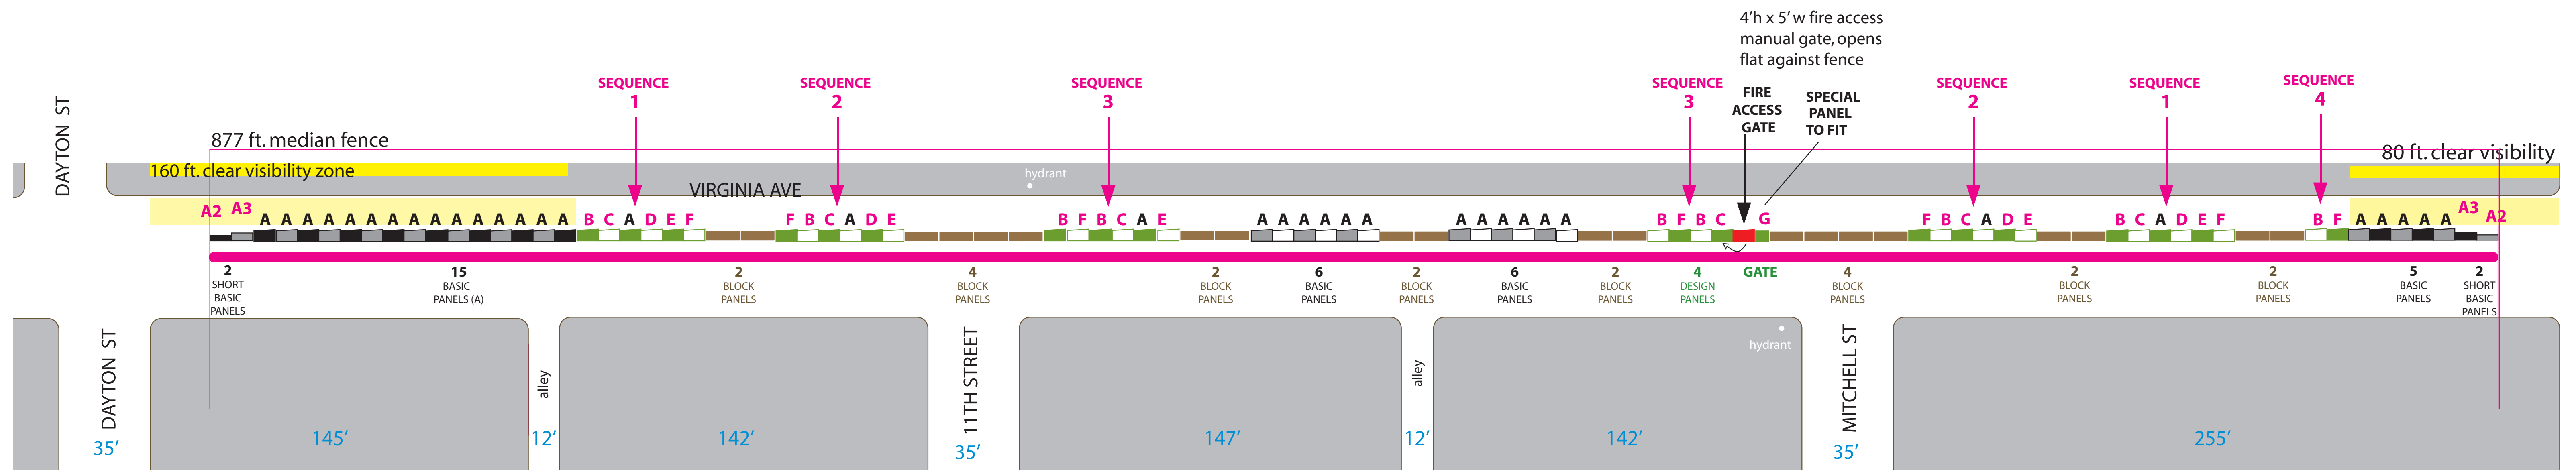 4'h x 5' w fire access
manual gate, opens
flat against fence
SEQUENCE
1
SEQUENCE
2
SEQUENCE
3
SEQUENCE
3
FIRE
ACCESS
GATE
SPECIAL
PANEL
TO FIT
SEQUENCE
2
SEQUENCE
1
SEQUENCE
4
DAYTON ST
877 ft. median fence
80 ft. clear visibility
160 ft. clear visibility zone
hydrant
VIRGINIA AVE
A2 A3 A A A A A A A A A A A A A A A B C A D E F F B C A D E B F B C A E A A A A A A A A A A A A B F B C G F B C A D E B C A D E F B F A A A A A A3 A2
2
SHORT
BASIC
PANELS
15
BASIC
PANELS (A)
2
BLOCK
PANELS
4
BLOCK
PANELS
2
BLOCK
PANELS
6
BASIC
PANELS
2
BLOCK
PANELS
6
BASIC
PANELS
2
BLOCK
PANELS
4
DESIGN
PANELS
GATE
4
BLOCK
PANELS
2
BLOCK
PANELS
2
BLOCK
PANELS
5
BASIC
PANELS
2
SHORT
BASIC
PANELS
DAYTON ST
35'
145'
alley
12'
142'
11TH STREET
35'
147'
alley
12'
142'
hydrant
MITCHELL ST
35'
255'